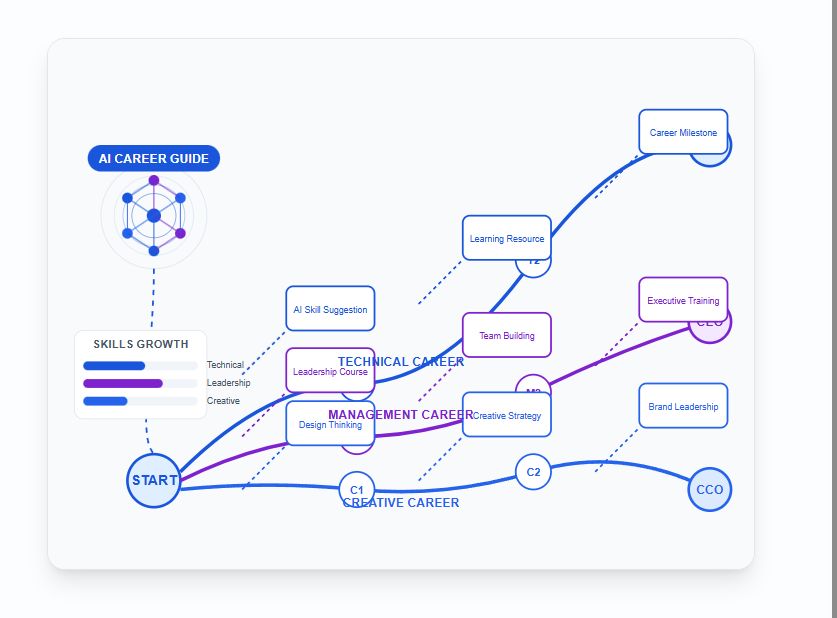 Career Milestone
AI CAREER GUIDE
Learning Resource
T2
Executive Training
CEO
AI Skill Suggestion
Team Building
SKILLS GROWTH
Technical
Leadership
Creative
TECHNICAL CAREER
Leadership Course
M2
Brand Leadership
MANAGEMENT CAREER
Creative Strategy
Design Thinking
START
C1
C2
CCO
CREATIVE CAREER